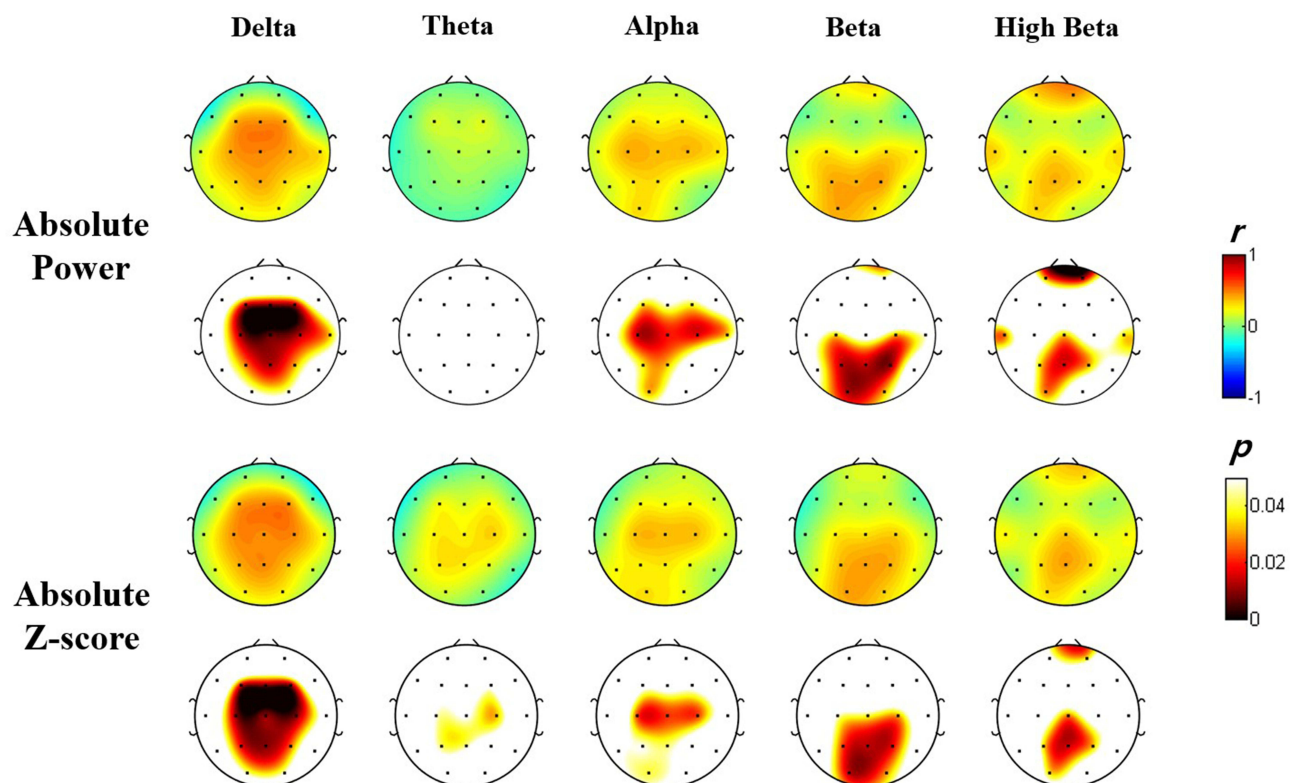 Delta Theta Alpha Beta High Beta
Absolute
Power
r
1
0
-1
Absolute
Z-score
p
0.04
0.02
0